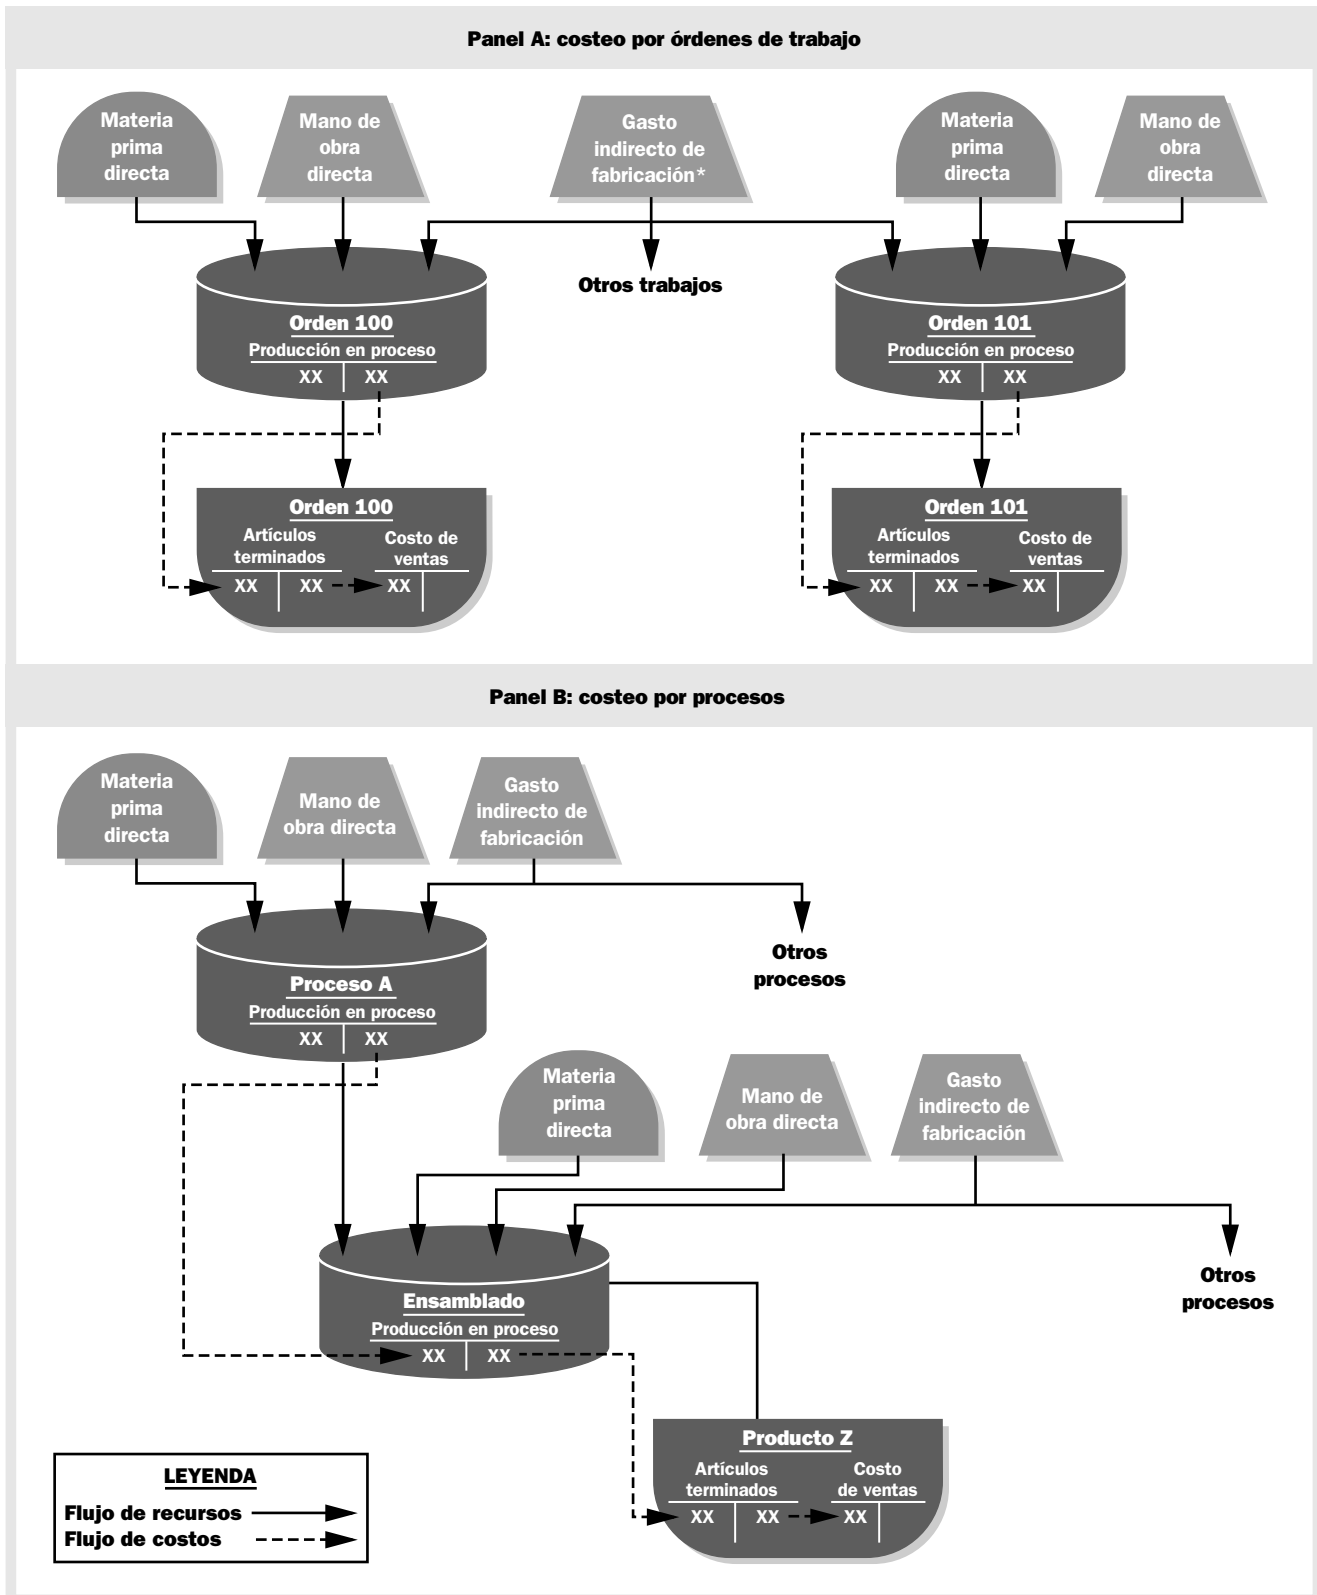 Panel A: costeo por órdenes de trabajo
Materia
prima
directa
Mano de
obra
directa
Gasto
indirecto de
fabricación*
Materia
prima
directa
Mano de
obra
directa
Otros trabajos
Orden 100
Producción en proceso
XX XX
Orden 101
Producción en proceso
XX XX
Orden 100
Artículos
terminados
Costo de
ventas
XX XX XX
Orden 101
Artículos
terminados
Costo de
ventas
XX XX XX
Panel B: costeo por procesos
Materia
prima
directa
Mano de
obra directa
Gasto
indirecto de
fabricación
Otros
procesos
Proceso A
Producción en proceso
XX XX
Materia
prima
directa
Mano de
obra directa
Gasto
indirecto de
fabricación
Otros
procesos
Ensamblado
Producción en proceso
XX XX
Producto Z
Artículos
terminados
Costo
de ventas
XX XX XX
LEYENDA
Flujo de recursos
Flujo de costos